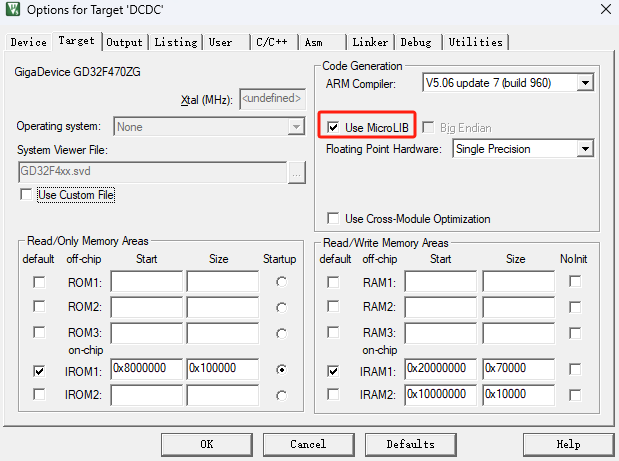 Options for Target 'DCDC'
Device Target Output Listing User C/C++ Asm Linker Debug Utilities
GigaDevice GD32F470ZG
Xtal (MHz): <undefined>
Operating system: None
System Viewer File:
GD32F4xx.svd ...
Use Custom File
Code Generation
ARM Compiler: V5.06 update 7 (build 960)
Use MicroLIB Big Endian
Floating Point Hardware: Single Precision
Use Cross-Module Optimization
Read/Only Memory Areas
default off-chip Start Size Startup
ROM1:
ROM2:
ROM3:
on-chip
IROM1: 0x8000000 0x100000
IROM2:
Read/Write Memory Areas
default off-chip Start Size NoInit
RAM1:
RAM2:
RAM3:
on-chip
IRAM1: 0x20000000 0x70000
IRAM2: 0x10000000 0x10000
OK Cancel Defaults Help